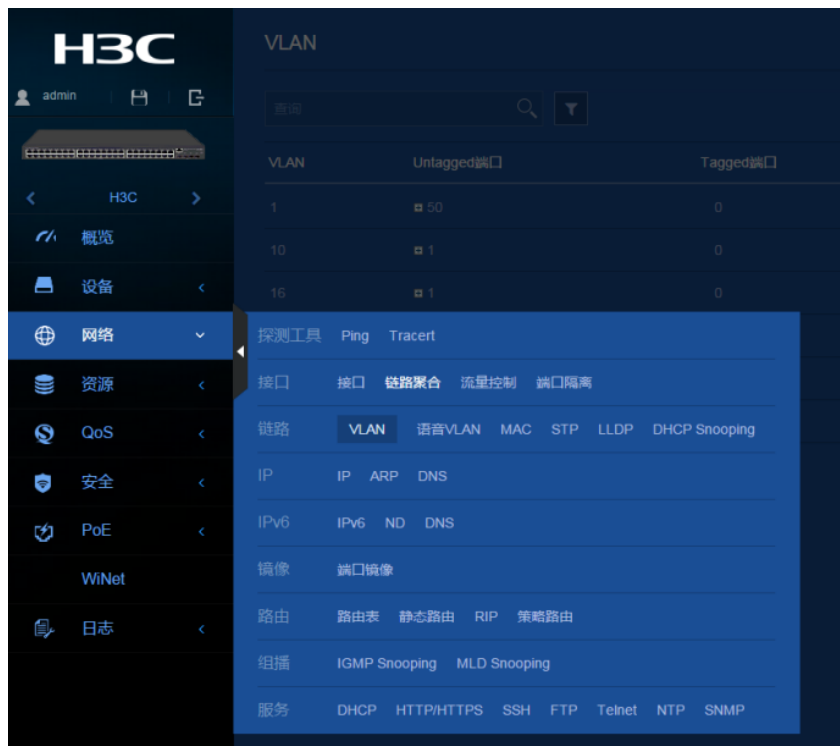 H3C
admin
H3C
概览
设备
网络
资源
QoS
安全
PoE
WiNet
日志
VLAN
查询
VLAN Untagged端口 Tagged端口
1 50 0
10 1 0
16 1 0
探测工具 Ping Tracert
接口 接口 链路聚合 流量控制 端口隔离
链路 VLAN 语音VLAN MAC STP LLDP DHCP Snooping
IP IP ARP DNS
IPv6 IPv6 ND DNS
镜像 端口镜像
路由 路由表 静态路由 RIP 策略路由
组播 IGMP Snooping MLD Snooping
服务 DHCP HTTP/HTTPS SSH FTP Telnet NTP SNMP